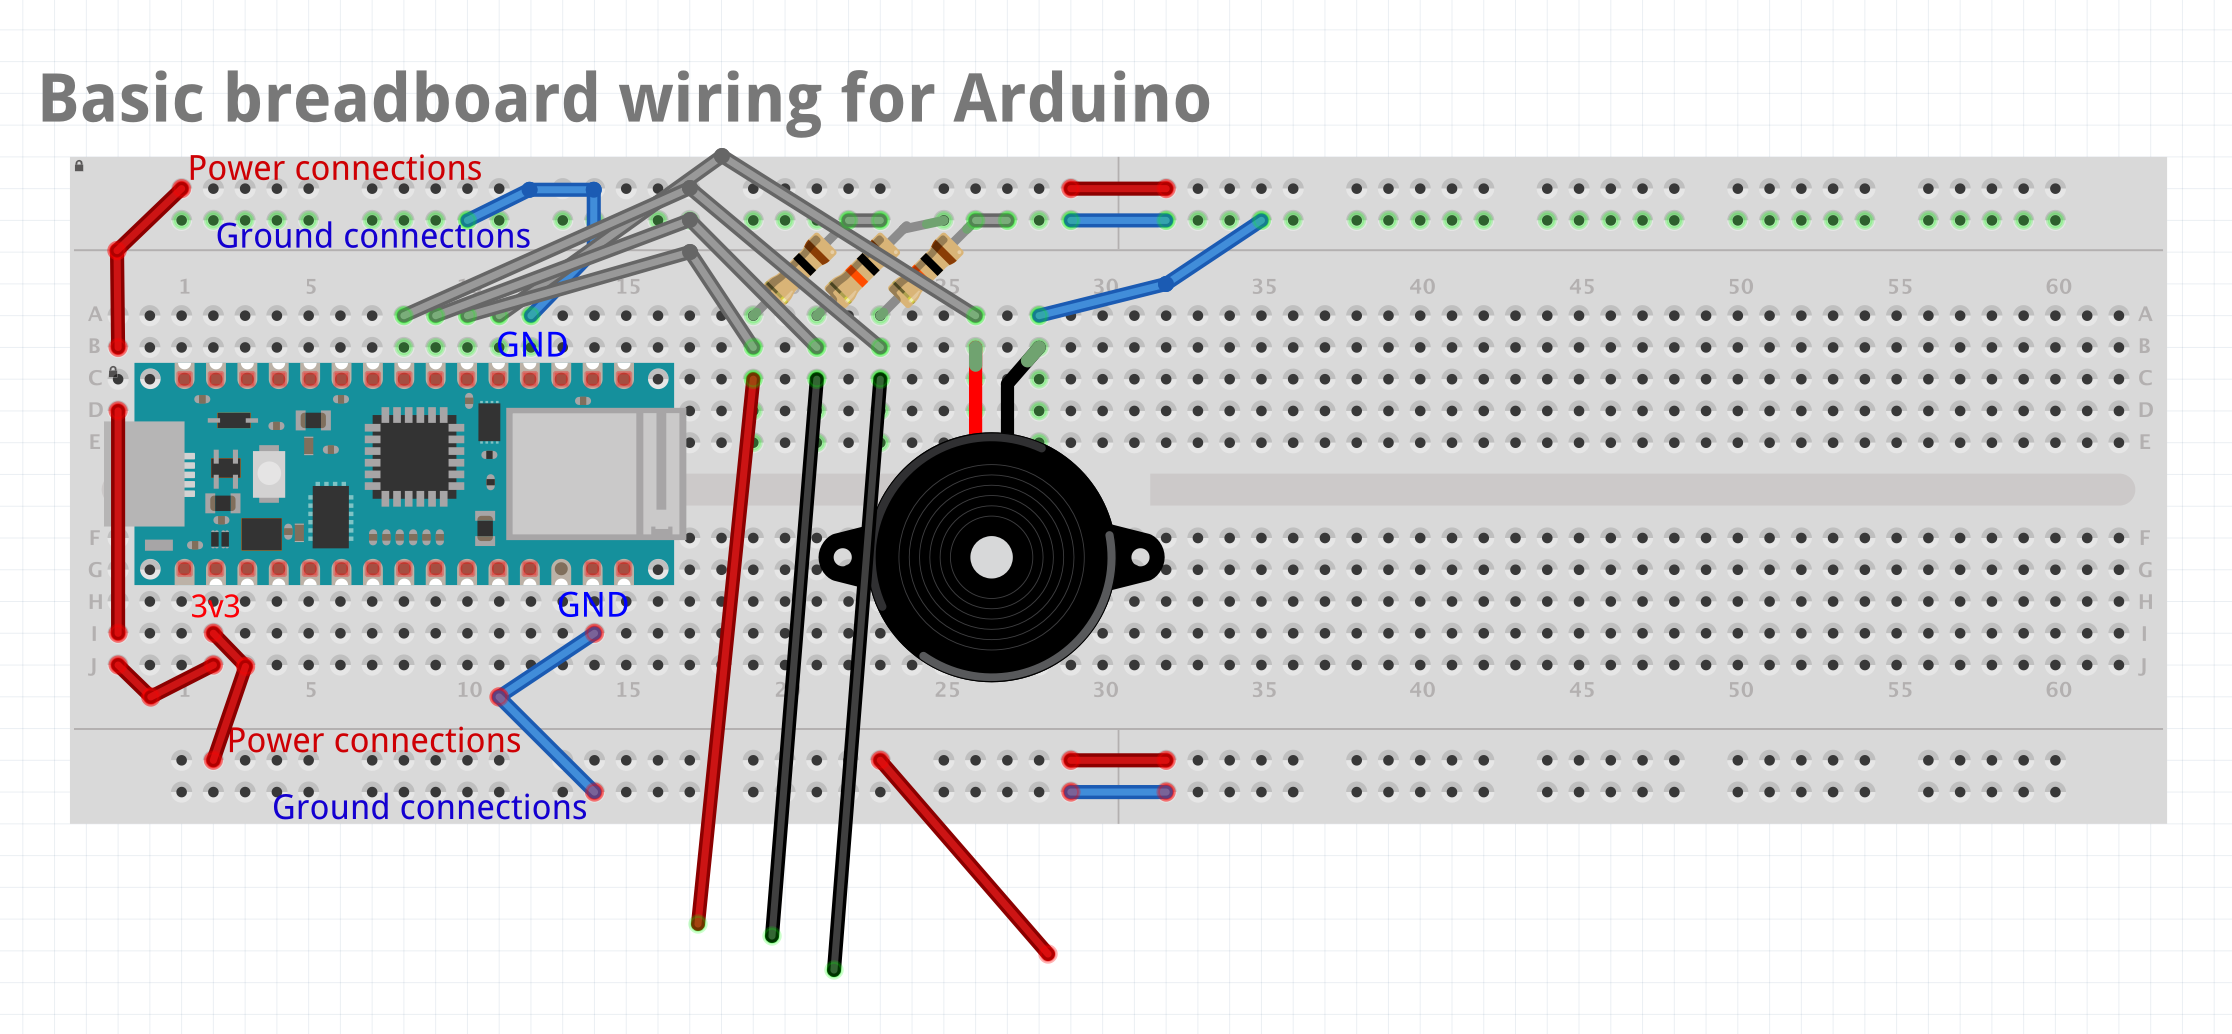 Basic breadboard wiring for Arduino
Power connections
Ground connections
1 5 15 25 30 35 40 45 50 55 60
A A
B B
GND
C C
D D
E E
F F
G G
H H
3v3 GND
I I
J J
1 5 10 15 25 30 35 40 45 50 55 60
Power connections
Ground connections